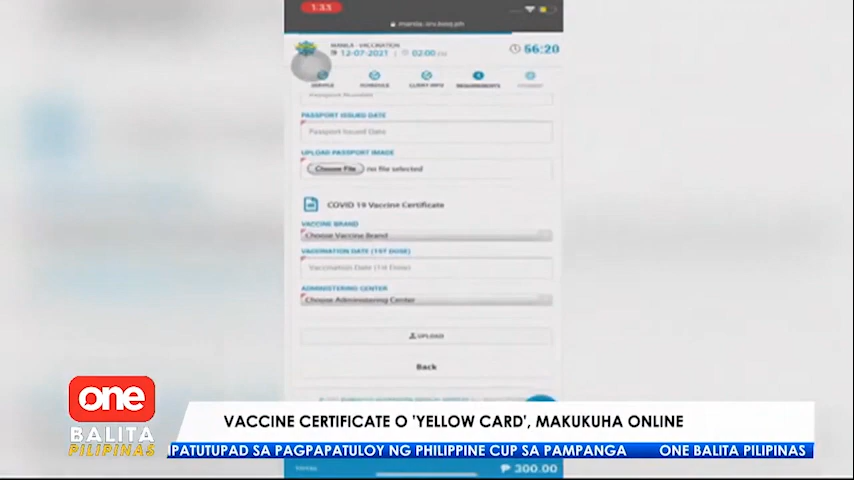 1:33
MANILA - VACCINATION
12-07-2021 02:00
56:20
SERVICE SCHEDULE CLIENT INFO REQUIREMENTS PAYMENT
PASSPORT ISSUED DATE
Passport Issued Date
UPLOAD PASSPORT IMAGE
Choose File no file selected
COVID 19 Vaccine Certificate
VACCINE BRAND
Choose Vaccine Brand
VACCINATION DATE (1ST DOSE)
Vaccination Date (1st Dose)
ADMINISTERING CENTER
Choose Administering Center
UPLOAD
Back
one
BALITA
PILIPINAS
VACCINE CERTIFICATE O 'YELLOW CARD', MAKUKUHA ONLINE
IPATUTUPAD SA PAGPAPATULOY NG PHILIPPINE CUP SA PAMPANGA ONE BALITA PILIPINAS
TOTAL ₱ 300.00